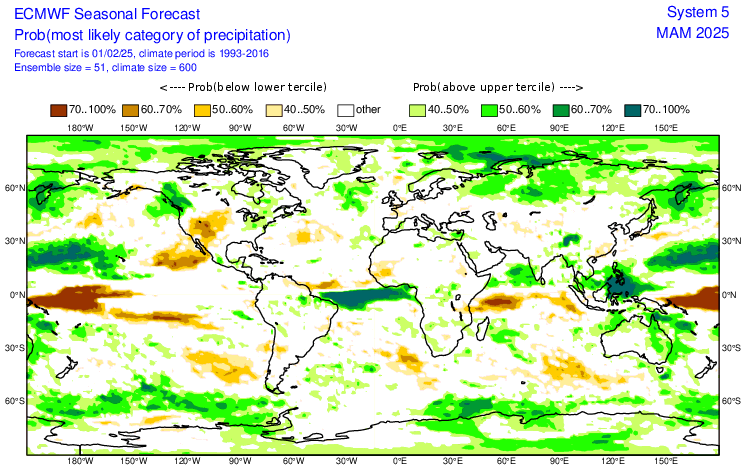 ECMWF Seasonal Forecast
System 5
Prob(most likely category of precipitation)
MAM 2025
Forecast start is 01/02/25, climate period is 1993-2016
Ensemble size = 51, climate size = 600
<---- Prob(below lower tercile)
Prob(above upper tercile) ---->
70..100% 60..70% 50..60% 40..50% other 40..50% 50..60% 60..70% 70..100%
180°W 150°W 120°W 90°W 60°W 30°W 0°E 30°E 60°E 90°E 120°E 150°E
60°N 60°N
30°N 30°N
0°N 0°N
30°S 30°S
60°S 60°S
180°W 150°W 120°W 90°W 60°W 30°W 0°E 30°E 60°E 90°E 120°E 150°E